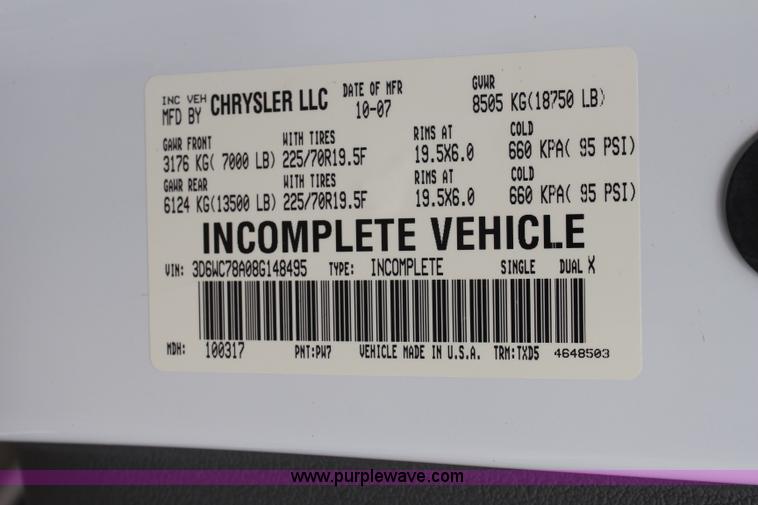 INC VEH MFD BY CHRYSLER LLC DATE OF MFR 10-07 GVWR 8505 KG(18750 LB)
GAWR FRONT WITH TIRES RIMS AT COLD
3176 KG( 7000 LB) 225/70R19.5F 19.5X6.0 660 KPA( 95 PSI)
GAWR REAR WITH TIRES RIMS AT COLD
6124 KG(13500 LB) 225/70R19.5F 19.5X6.0 660 KPA( 95 PSI)
INCOMPLETE VEHICLE
VIN: 3D6WC78A08G148495 TYPE: INCOMPLETE SINGLE DUAL X
MDH: 100317 PNT:PW7 VEHICLE MADE IN U.S.A. TRM:TXD5 4648503
www.purplewave.com